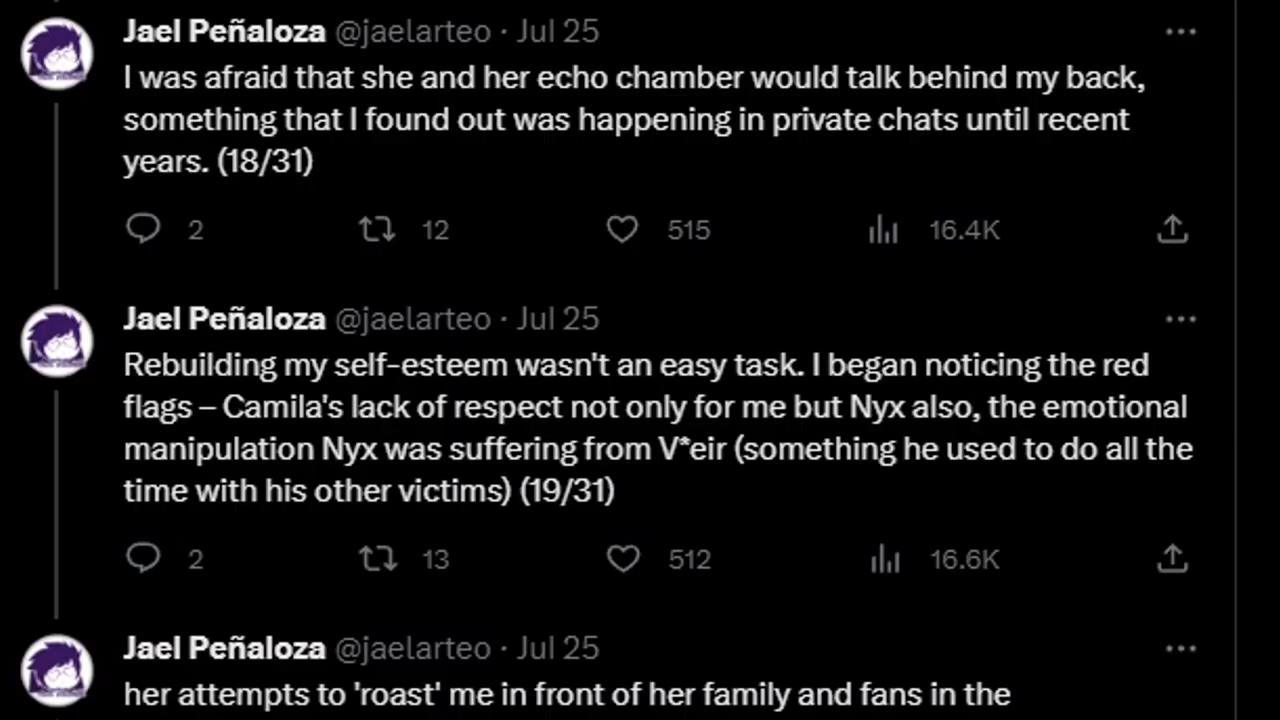 Jael Peñaloza @jaelarteo · Jul 25 ...
I was afraid that she and her echo chamber would talk behind my back,
something that I found out was happening in private chats until recent
years. (18/31)
2 12 515 16.4K
Jael Peñaloza @jaelarteo · Jul 25 ...
Rebuilding my self-esteem wasn't an easy task. I began noticing the red
flags – Camila's lack of respect not only for me but Nyx also, the emotional
manipulation Nyx was suffering from V*eir (something he used to do all the
time with his other victims) (19/31)
2 13 512 16.6K
Jael Peñaloza @jaelarteo · Jul 25 ...
her attempts to 'roast' me in front of her family and fans in the